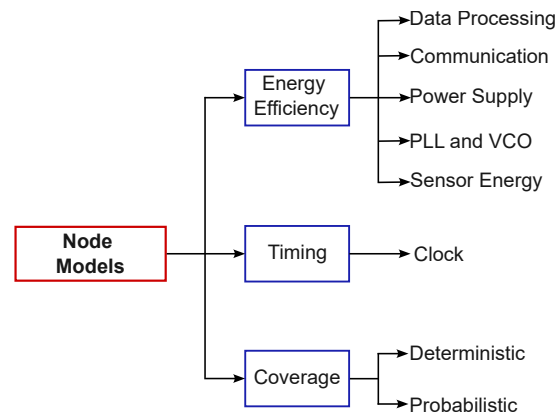 Data Processing
Communication
Energy
Efficiency
Power Supply
PLL and VCO
Sensor Energy
Node
Models
Timing
Clock
Deterministic
Coverage
Probabilistic